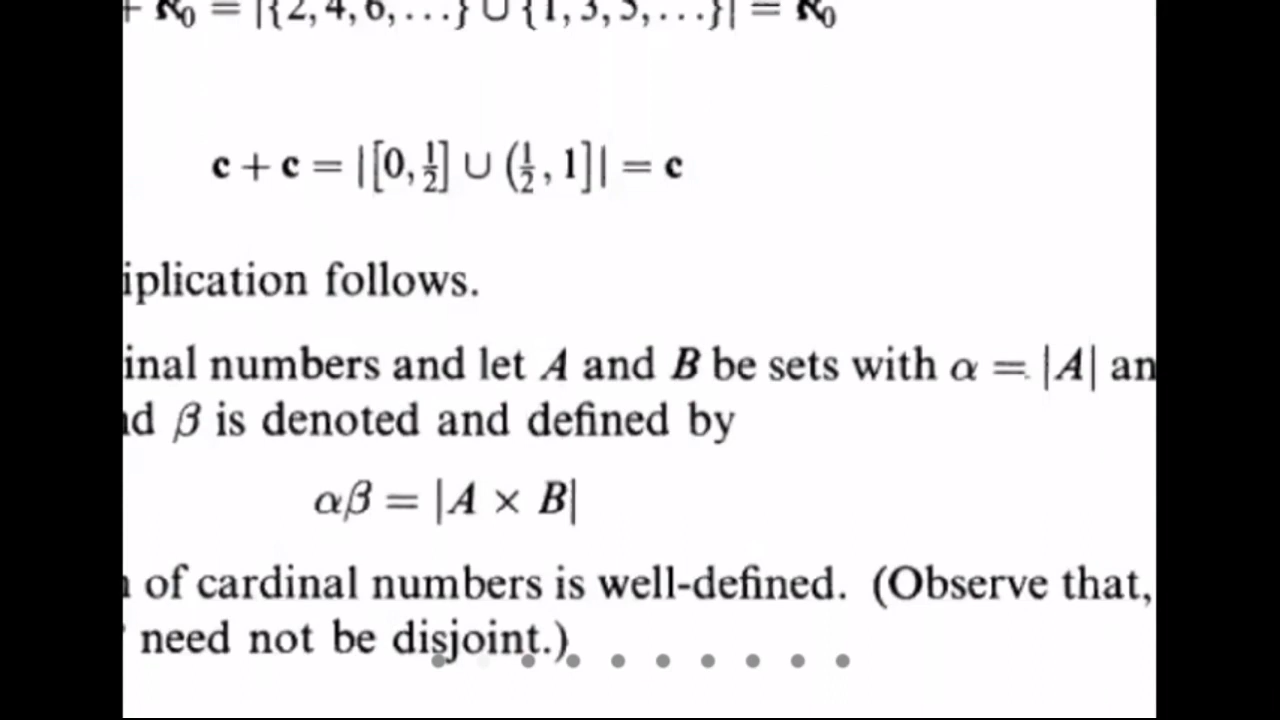 + ℵ₀ = |{2, 4, 6, ...} ∪ {1, 3, 5, ...}| = ℵ₀
c + c = |[0, ½] ∪ (½, 1]| = c
iplication follows.
inal numbers and let A and B be sets with α = |A| an
d β is denoted and defined by
αβ = |A × B|
of cardinal numbers is well-defined. (Observe that,
need not be disjoint.)